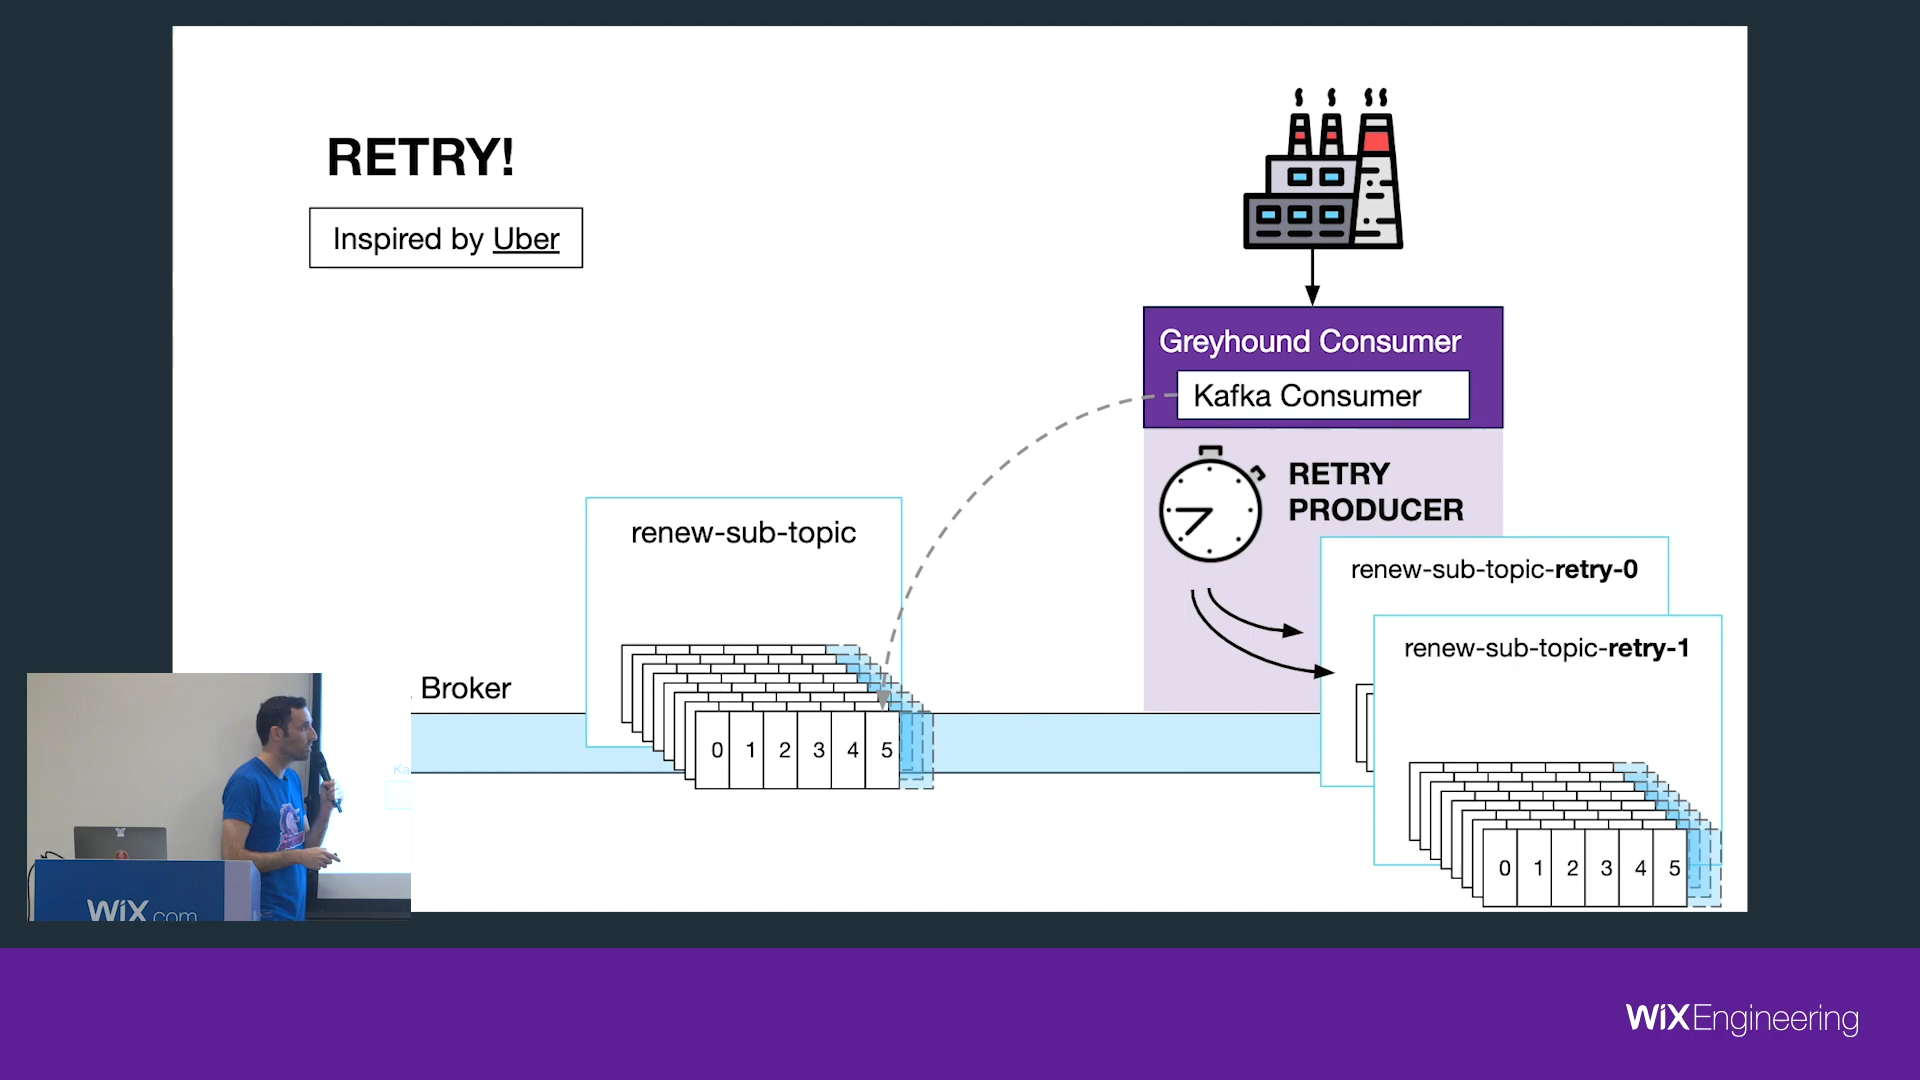 RETRY!
Inspired by Uber
Greyhound Consumer
Kafka Consumer
RETRY
PRODUCER
renew-sub-topic
renew-sub-topic-retry-0
renew-sub-topic-retry-1
Broker
0 1 2 3 4 5
0 1 2 3 4 5
Ka
WiX.com
WiXEngineering